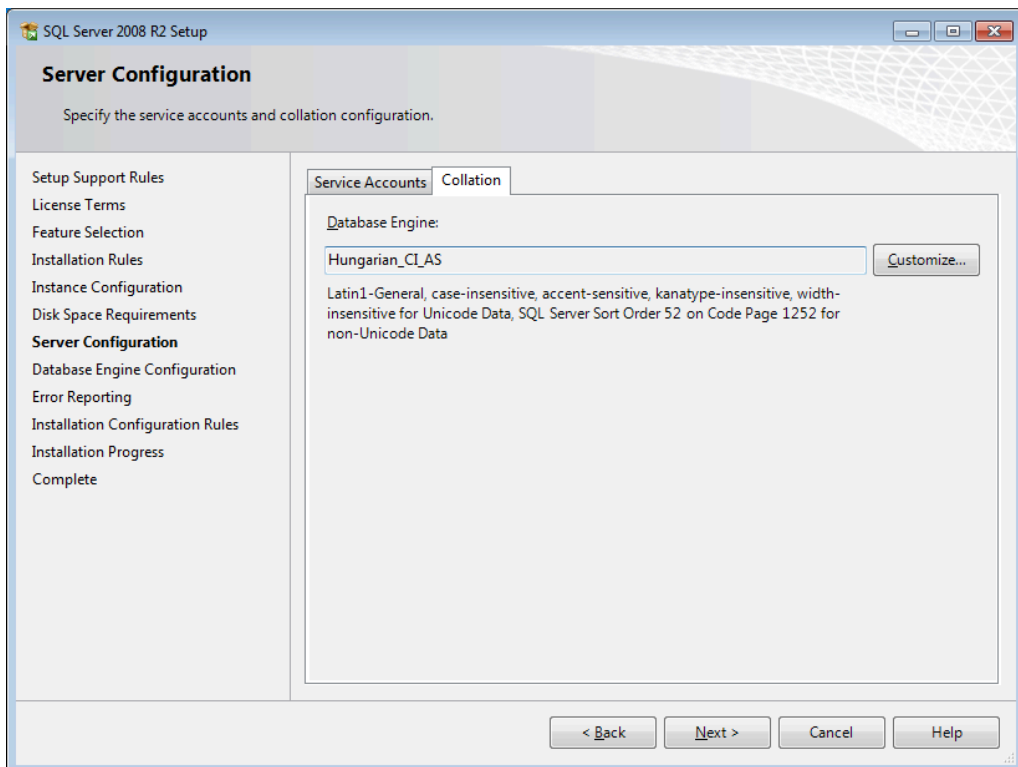 SQL Server 2008 R2 Setup
Server Configuration
Specify the service accounts and collation configuration.
Setup Support Rules
License Terms
Feature Selection
Installation Rules
Instance Configuration
Disk Space Requirements
Server Configuration
Database Engine Configuration
Error Reporting
Installation Configuration Rules
Installation Progress
Complete
Service Accounts Collation
Database Engine:
Hungarian_CI_AS Customize...
Latin1-General, case-insensitive, accent-sensitive, kanatype-insensitive, width-
insensitive for Unicode Data, SQL Server Sort Order 52 on Code Page 1252 for
non-Unicode Data
< Back Next > Cancel Help